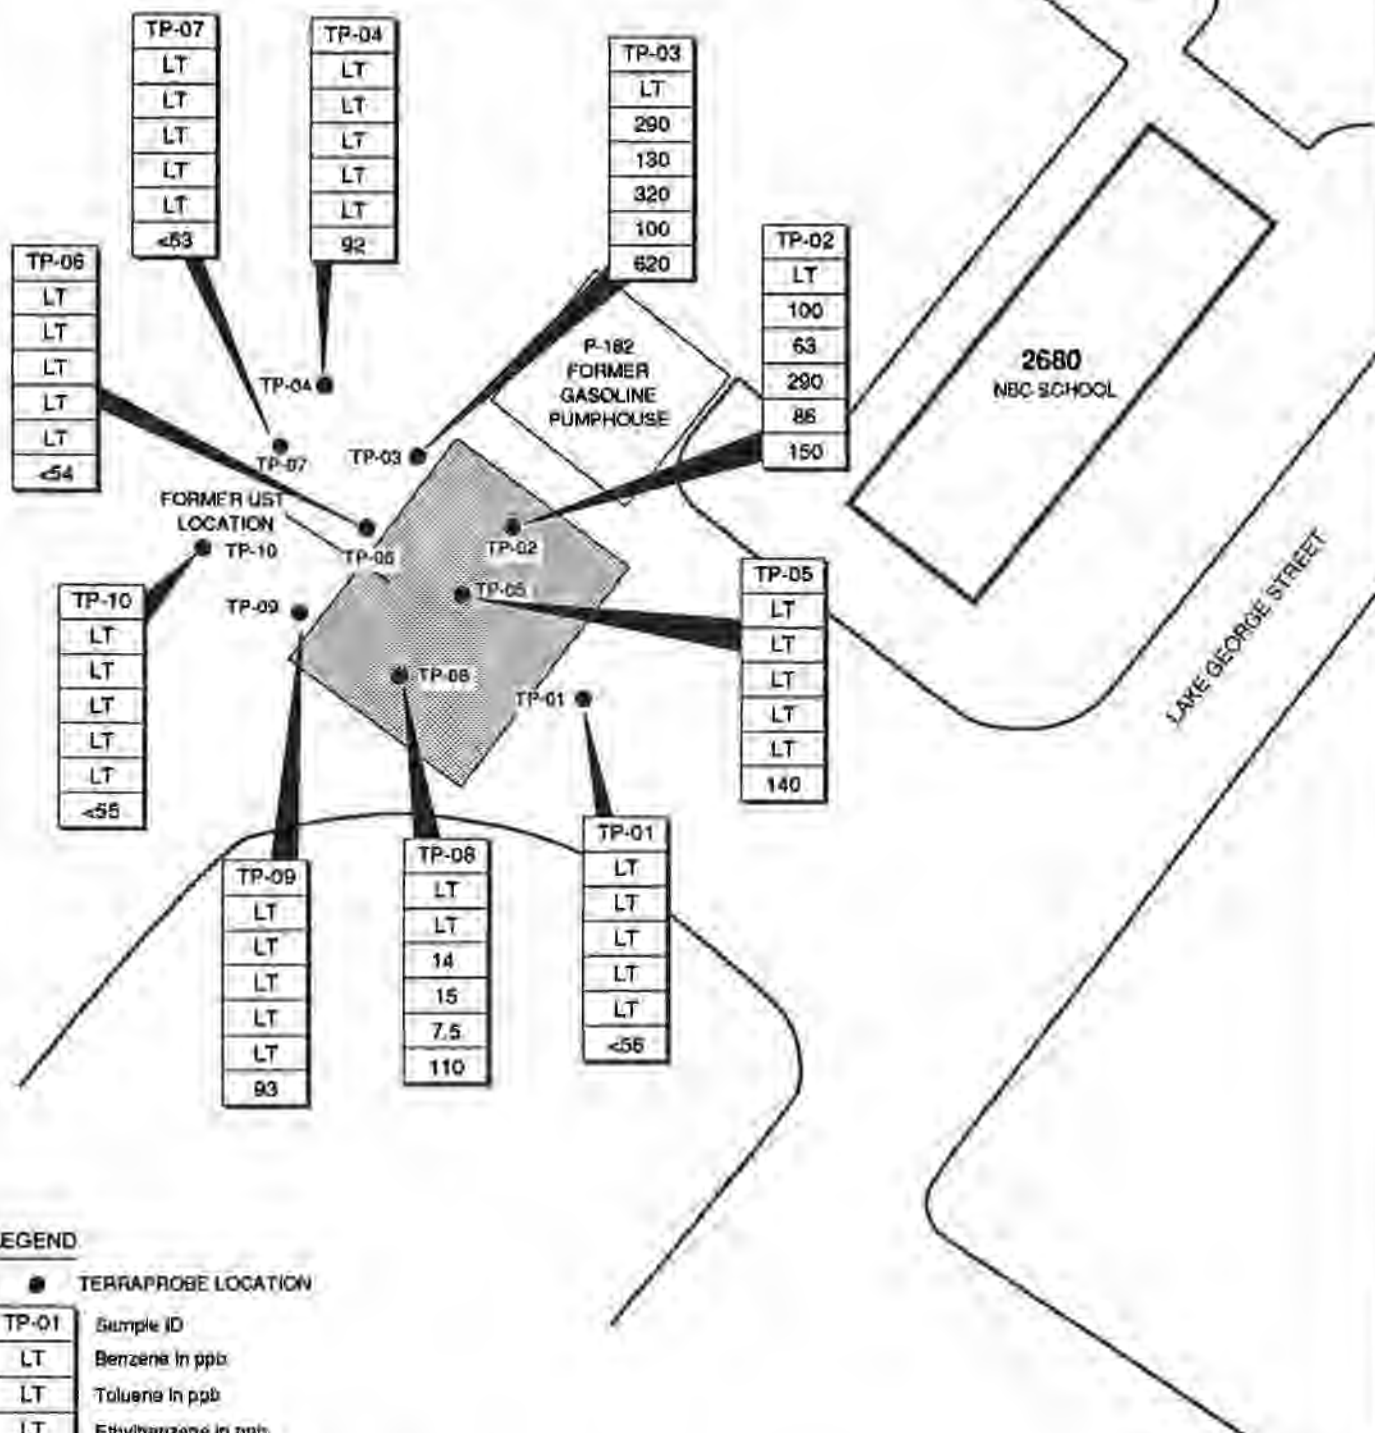 TP-07
LT
LT
LT
LT
LT
<53
TP-04
LT
LT
LT
LT
LT
92
TP-03
LT
290
130
320
100
620
TP-02
LT
100
63
290
86
150
TP-06
LT
LT
LT
LT
LT
<54
P-182
FORMER
GASOLINE
PUMPHOUSE
2680
NBC SCHOOL
TP-04
TP-07
TP-03
FORMER UST
LOCATION
TP-06
TP-02
TP-10
TP-05
TP-09
TP-08
TP-01
TP-10
LT
LT
LT
LT
LT
<55
TP-05
LT
LT
LT
LT
LT
140
LAKE GEORGE STREET
TP-09
LT
LT
LT
LT
LT
93
TP-08
LT
LT
14
15
7.5
110
TP-01
LT
LT
LT
LT
LT
<56
LEGEND
TERRAPROBE LOCATION
TP-01 Sample ID
LT Benzene in ppb
LT Toluene in ppb
LT Ethylbenzene in ppb